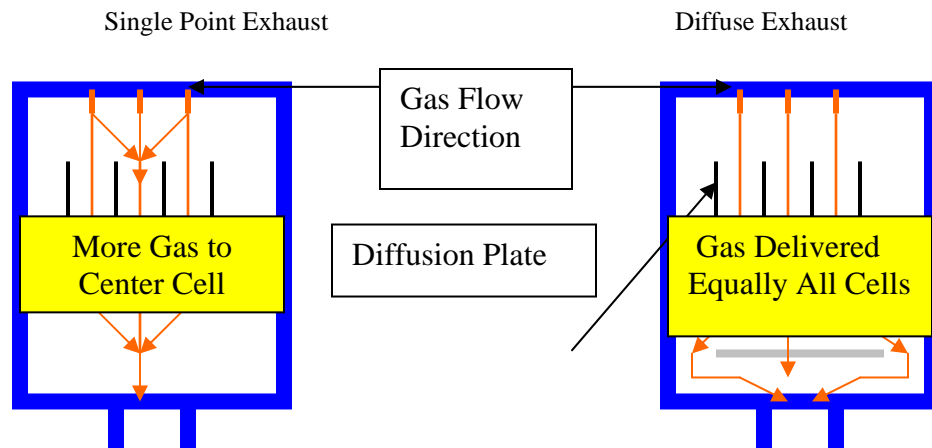 Single Point Exhaust
Diffuse Exhaust
Gas Flow
Direction
More Gas to
Center Cell
Diffusion Plate
Gas Delivered
Equally All Cells